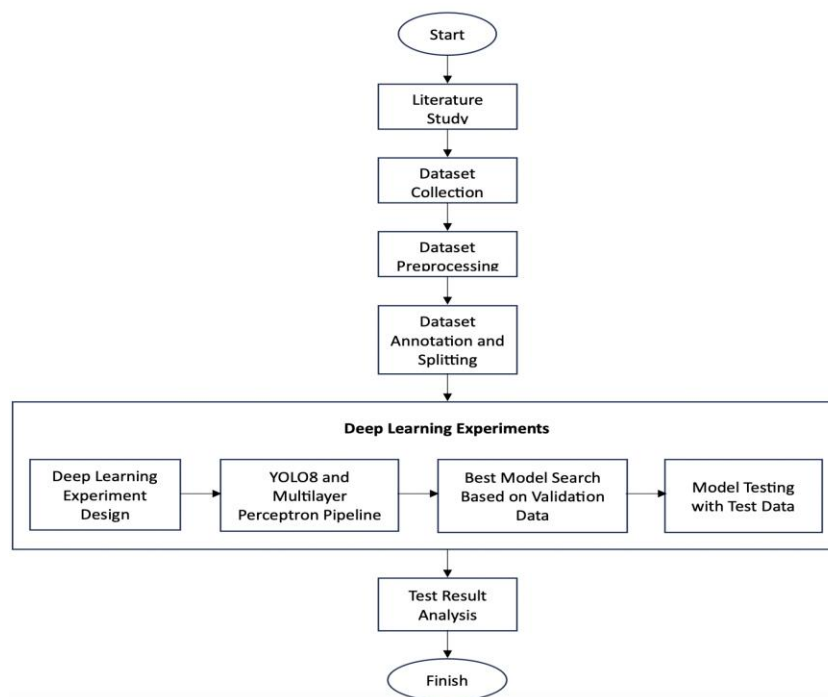 Start
Literature
Study
Dataset
Collection
Dataset
Preprocessing
Dataset
Annotation and
Splitting
Deep Learning Experiments
Deep Learning
Experiment
Design
YOLO8 and
Multilayer
Perceptron Pipeline
Best Model Search
Based on Validation
Data
Model Testing
with Test Data
Test Result
Analysis
Finish